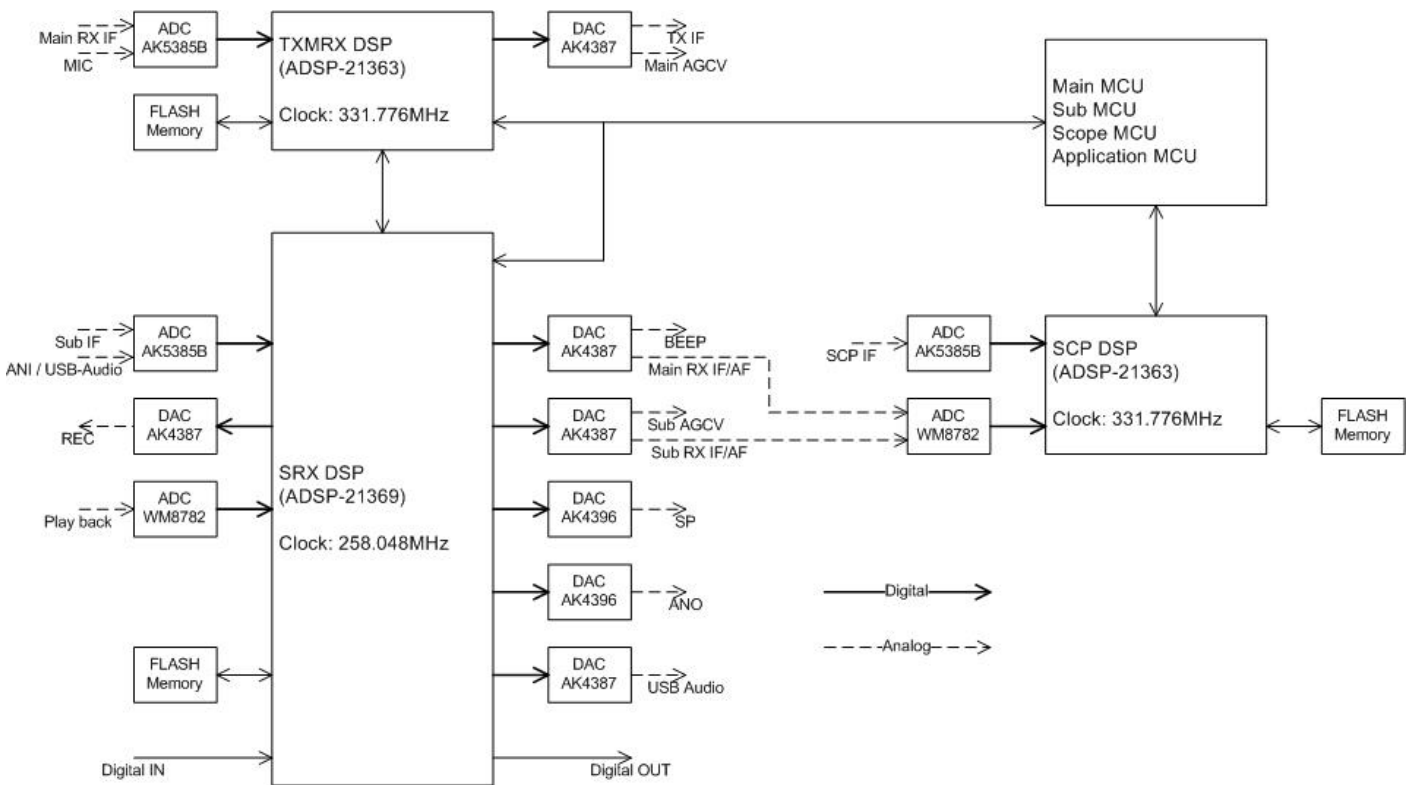 Main RX IF
MIC
ADC
AK5385B
FLASH
Memory
TXMRX DSP
(ADSP-21363)
Clock: 331.776MHz
DAC
AK4387
TX IF
Main AGCV
Main MCU
Sub MCU
Scope MCU
Application MCU
Sub IF
ANI / USB-Audio
ADC
AK5385B
REC
DAC
AK4387
Play back
ADC
WM8782
FLASH
Memory
Digital IN
SRX DSP
(ADSP-21369)
Clock: 258.048MHz
DAC
AK4387
BEEP
Main RX IF/AF
DAC
AK4387
Sub AGCV
Sub RX IF/AF
DAC
AK4396
SP
DAC
AK4396
ANO
DAC
AK4387
USB Audio
Digital OUT
SCP IF
ADC
AK5385B
ADC
WM8782
SCP DSP
(ADSP-21363)
Clock: 331.776MHz
FLASH
Memory
Digital
Analog